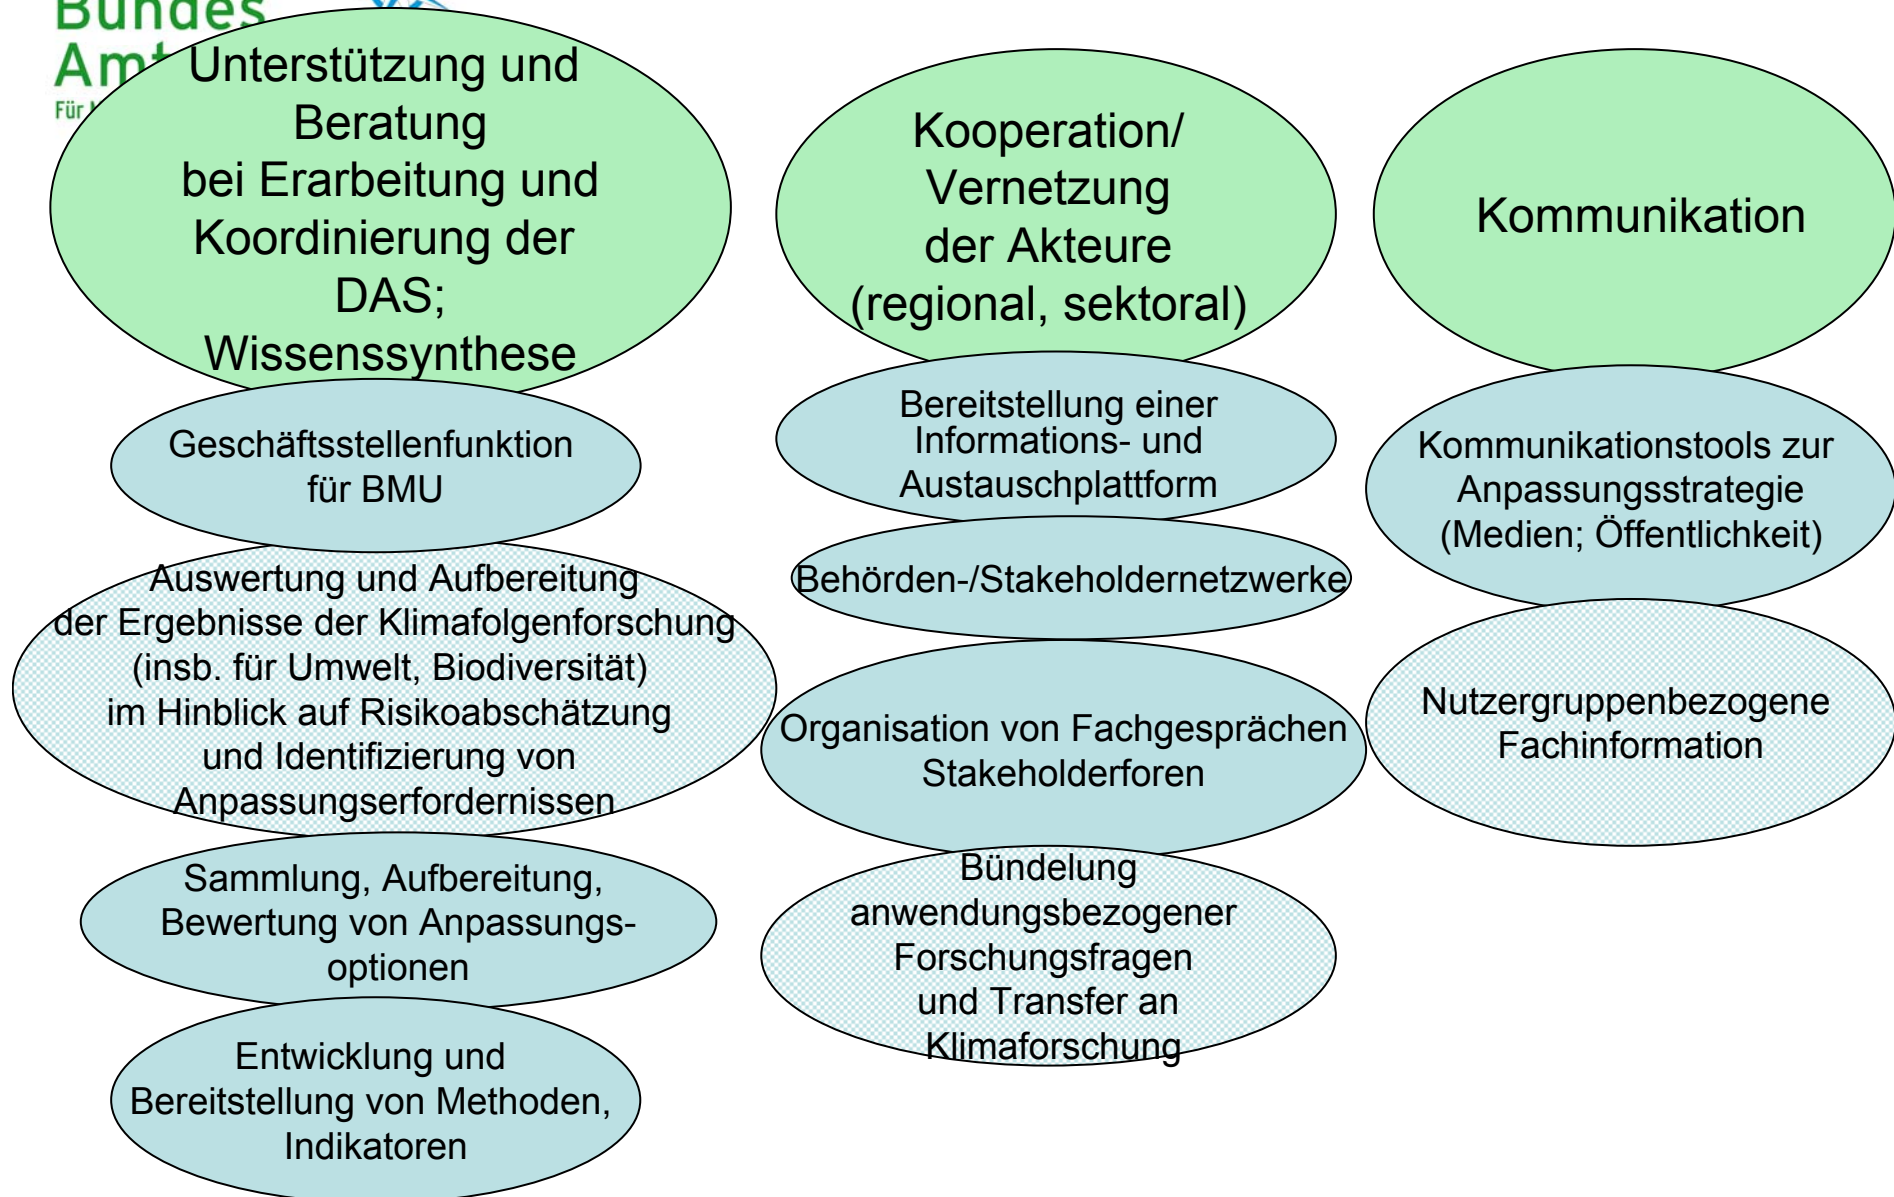 Bundes
Für
Unterstützung und
Beratung
bei Erarbeitung und
Koordinierung der
DAS;
Wissenssynthese
Geschäftsstellenfunktion
für BMU
Auswertung und Aufbereitung
der Ergebnisse der Klimafolgenforschung
(insb. für Umwelt, Biodiversität)
im Hinblick auf Risikoabschätzung
und Identifizierung von
Anpassungserfordernissen
Sammlung, Aufbereitung,
Bewertung von Anpassungs-
optionen
Entwicklung und
Bereitstellung von Methoden,
Indikatoren
Kooperation/
Vernetzung
der Akteure
(regional, sektoral)
Bereitstellung einer
Informations- und
Austauschplattform
Behörden-/Stakeholdernetzwerke
Organisation von Fachgesprächen
Stakeholderforen
Bündelung
anwendungsbezogener
Forschungsfragen
und Transfer an
Klimaforschung
Kommunikation
Kommunikationstools zur
Anpassungsstrategie
(Medien; Öffentlichkeit)
Nutzergruppenbezogene
Fachinformation